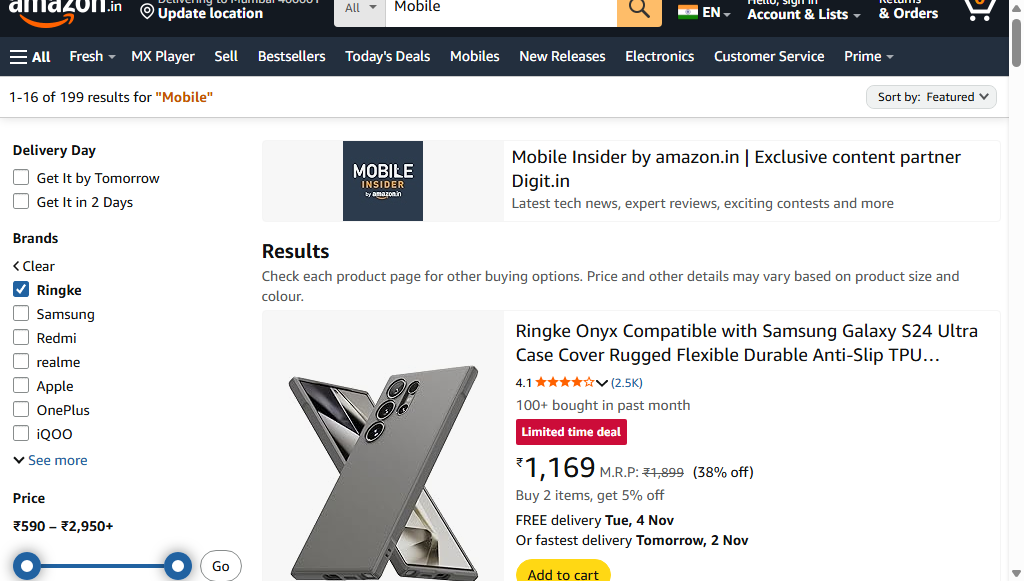 amazon.in
Delivering to Mumbai 400001
Update location
All
Mobile
EN
Hello, sign in
Account & Lists
Returns
& Orders
0
All
Fresh
MX Player
Sell
Bestsellers
Today's Deals
Mobiles
New Releases
Electronics
Customer Service
Prime
1-16 of 199 results for "Mobile"
Sort by: Featured
Delivery Day
Get It by Tomorrow
Get It in 2 Days
Brands
Clear
Ringke
Samsung
Redmi
realme
Apple
OnePlus
iQOO
See more
Price
₹590 – ₹2,950+
Go
MOBILE
INSIDER
by amazon.in
Mobile Insider by amazon.in | Exclusive content partner
Digit.in
Latest tech news, expert reviews, exciting contests and more
Results
Check each product page for other buying options. Price and other details may vary based on product size and
colour.
Ringke Onyx Compatible with Samsung Galaxy S24 Ultra
Case Cover Rugged Flexible Durable Anti-Slip TPU…
4.1 (2.5K)
100+ bought in past month
Limited time deal
₹1,169 M.R.P: ₹1,899 (38% off)
Buy 2 items, get 5% off
FREE delivery Tue, 4 Nov
Or fastest delivery Tomorrow, 2 Nov
Add to cart